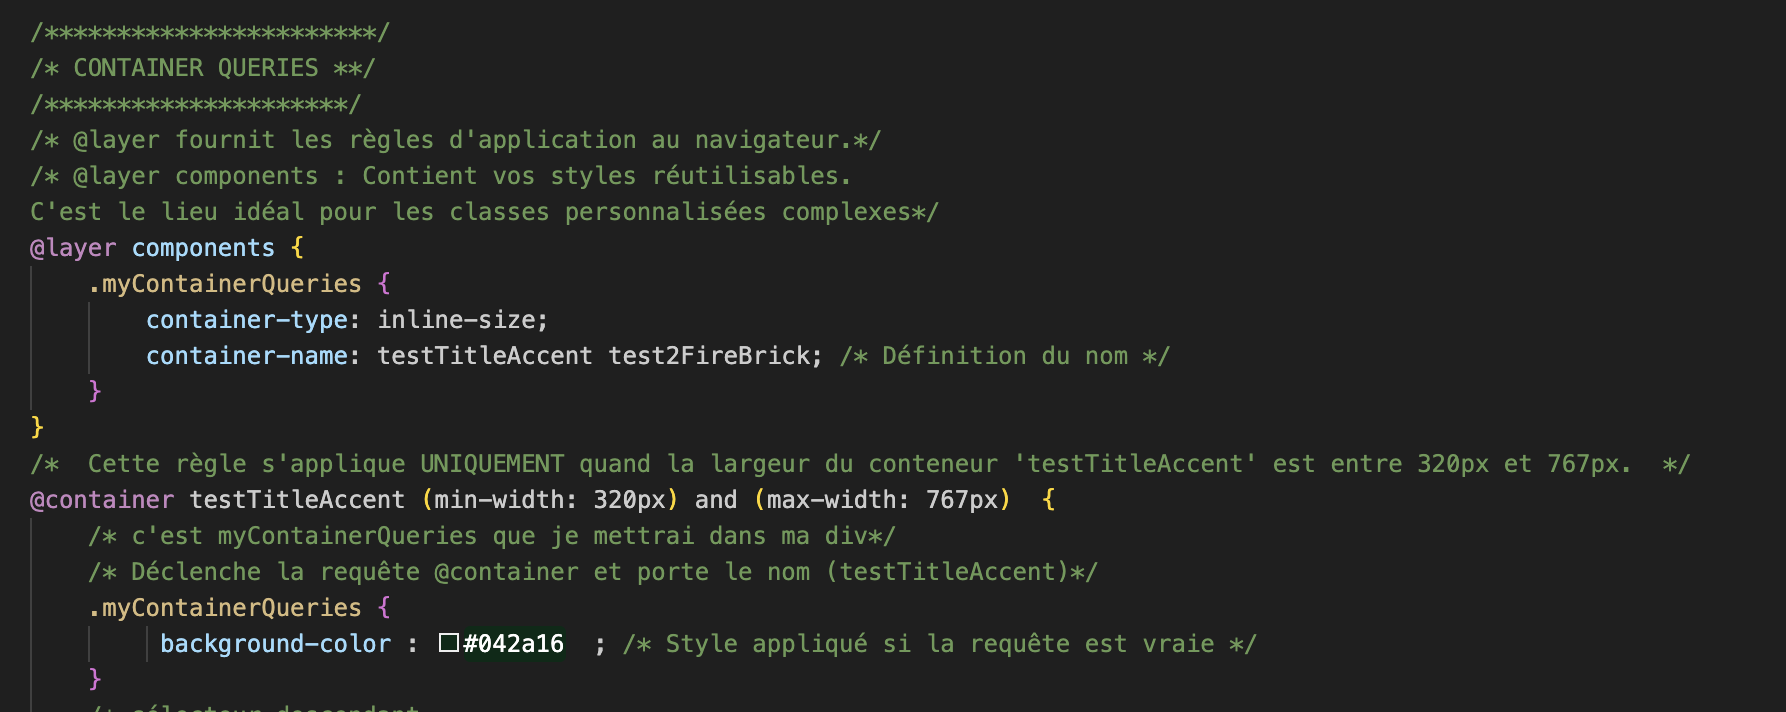 /***********************/
/* CONTAINER QUERIES **/
/*********************/
/* @layer fournit les règles d'application au navigateur.*/
/* @layer components : Contient vos styles réutilisables.
C'est le lieu idéal pour les classes personnalisées complexes*/
@layer components {
.myContainerQueries {
container-type: inline-size;
container-name: testTitleAccent test2FireBrick; /* Définition du nom */
}
}
/*  Cette règle s'applique UNIQUEMENT quand la largeur du conteneur 'testTitleAccent' est entre 320px et 767px.  */
@container testTitleAccent (min-width: 320px) and (max-width: 767px)  {
/* c'est myContainerQueries que je mettrai dans ma div*/
/* Déclenche la requête @container et porte le nom (testTitleAccent)*/
.myContainerQueries {
background-color : #042a16  ; /* Style appliqué si la requête est vraie */
}